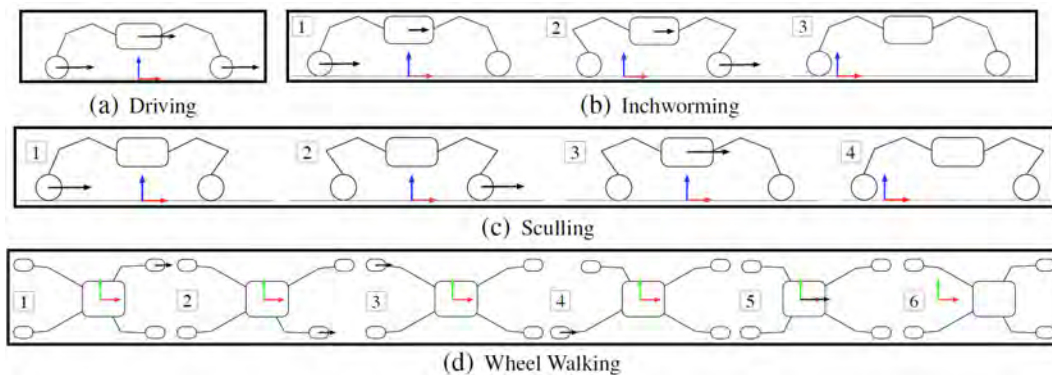 1 2 3
(a) Driving (b) Inchworming
1 2 3 4
(c) Sculling
1 2 3 4 5 6
(d) Wheel Walking